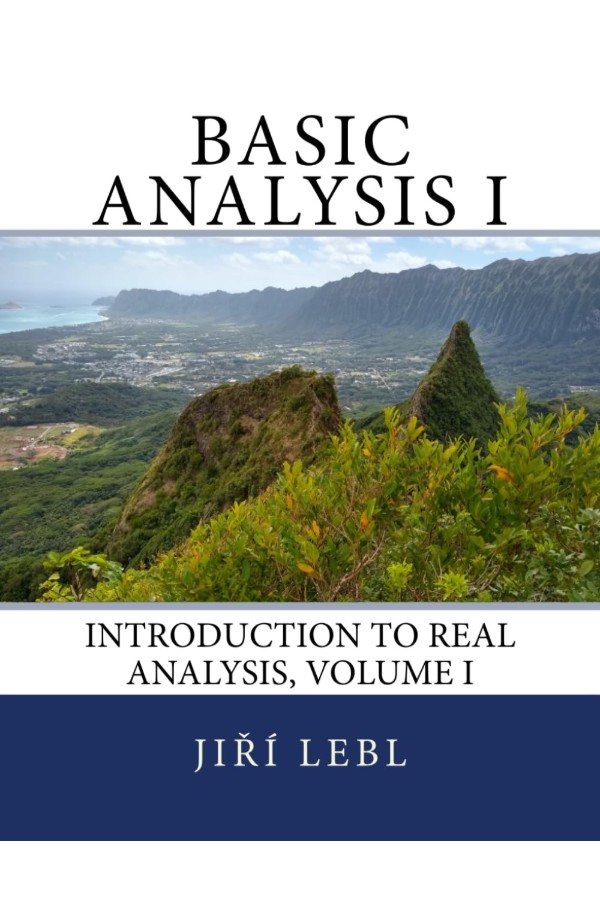 BASIC
ANALYSIS I
INTRODUCTION TO REAL
ANALYSIS, VOLUME I
JIŘÍ LEBL